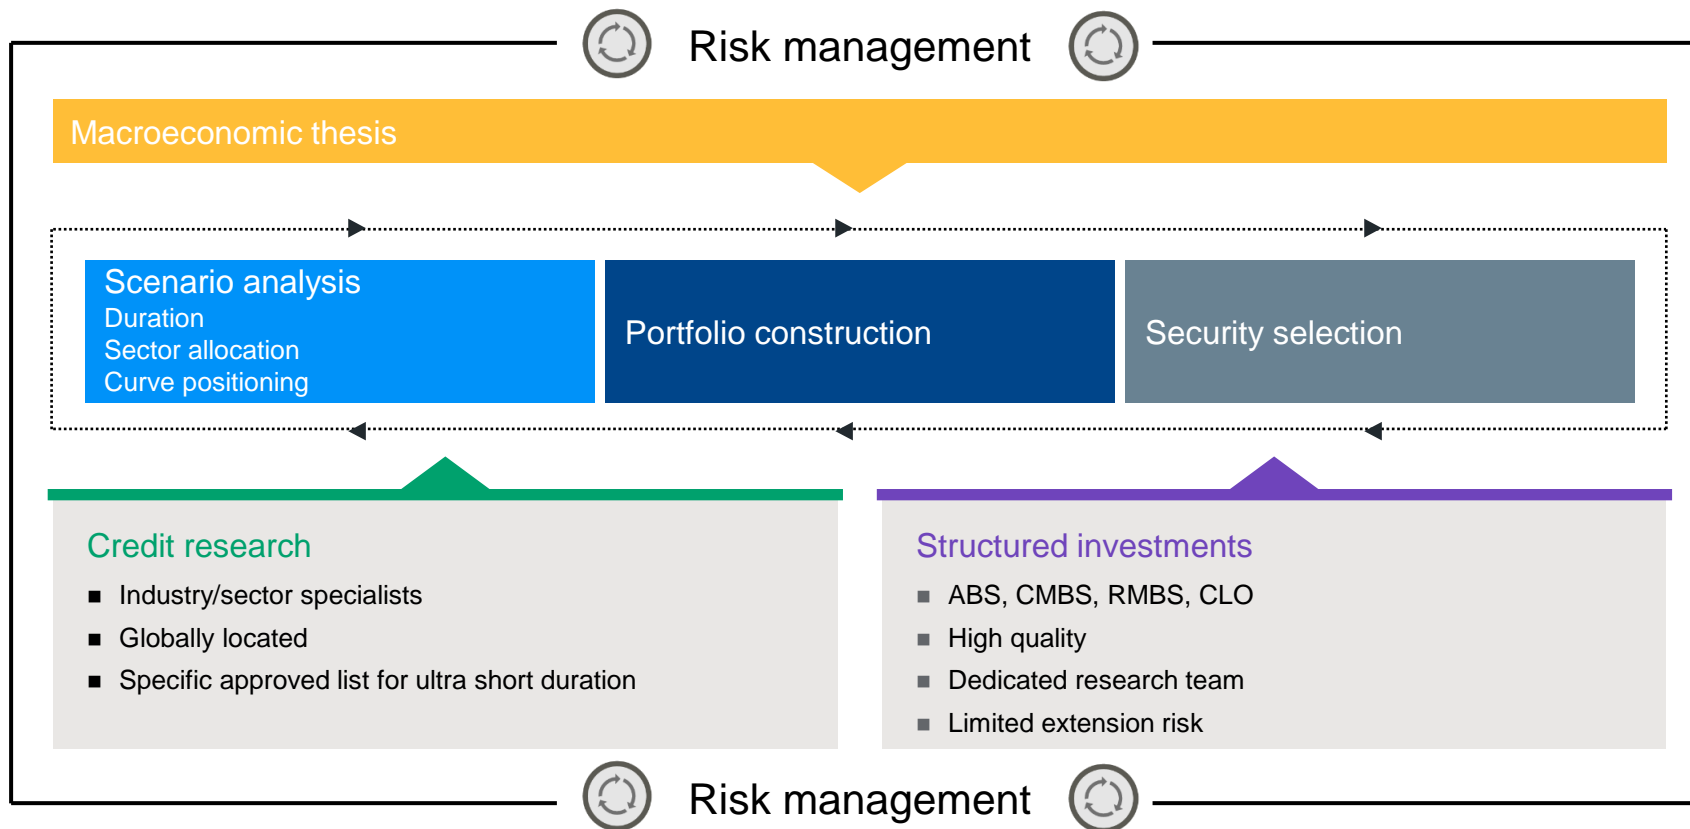 Risk management
Macroeconomic thesis
Scenario analysis
Duration
Sector allocation
Curve positioning
Portfolio construction
Security selection
Credit research
■ Industry/sector specialists
■ Globally located
■ Specific approved list for ultra short duration
Structured investments
■ ABS, CMBS, RMBS, CLO
■ High quality
■ Dedicated research team
■ Limited extension risk
Risk management